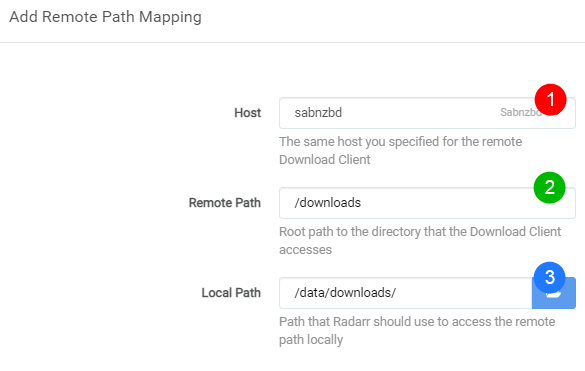 Add Remote Path Mapping
1
Host sabnzbd Sabnzbd
The same host you specified for the remote
Download Client
2
Remote Path /downloads
Root path to the directory that the Download Client
accesses
3
Local Path /data/downloads/
Path that Radarr should use to access the remote
path locally